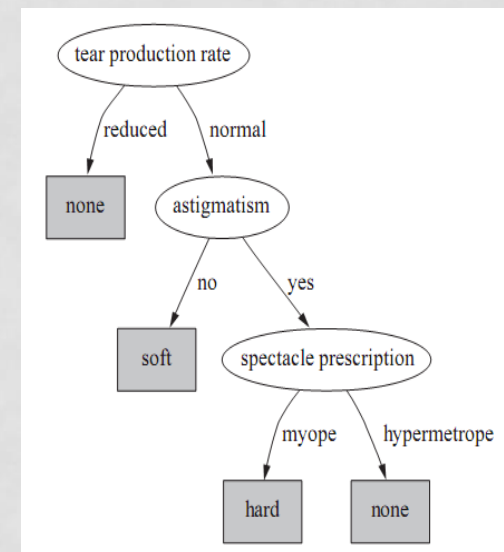 tear production rate
reduced
normal
none
astigmatism
no
yes
soft
spectacle prescription
myope
hypermetrope
hard
none